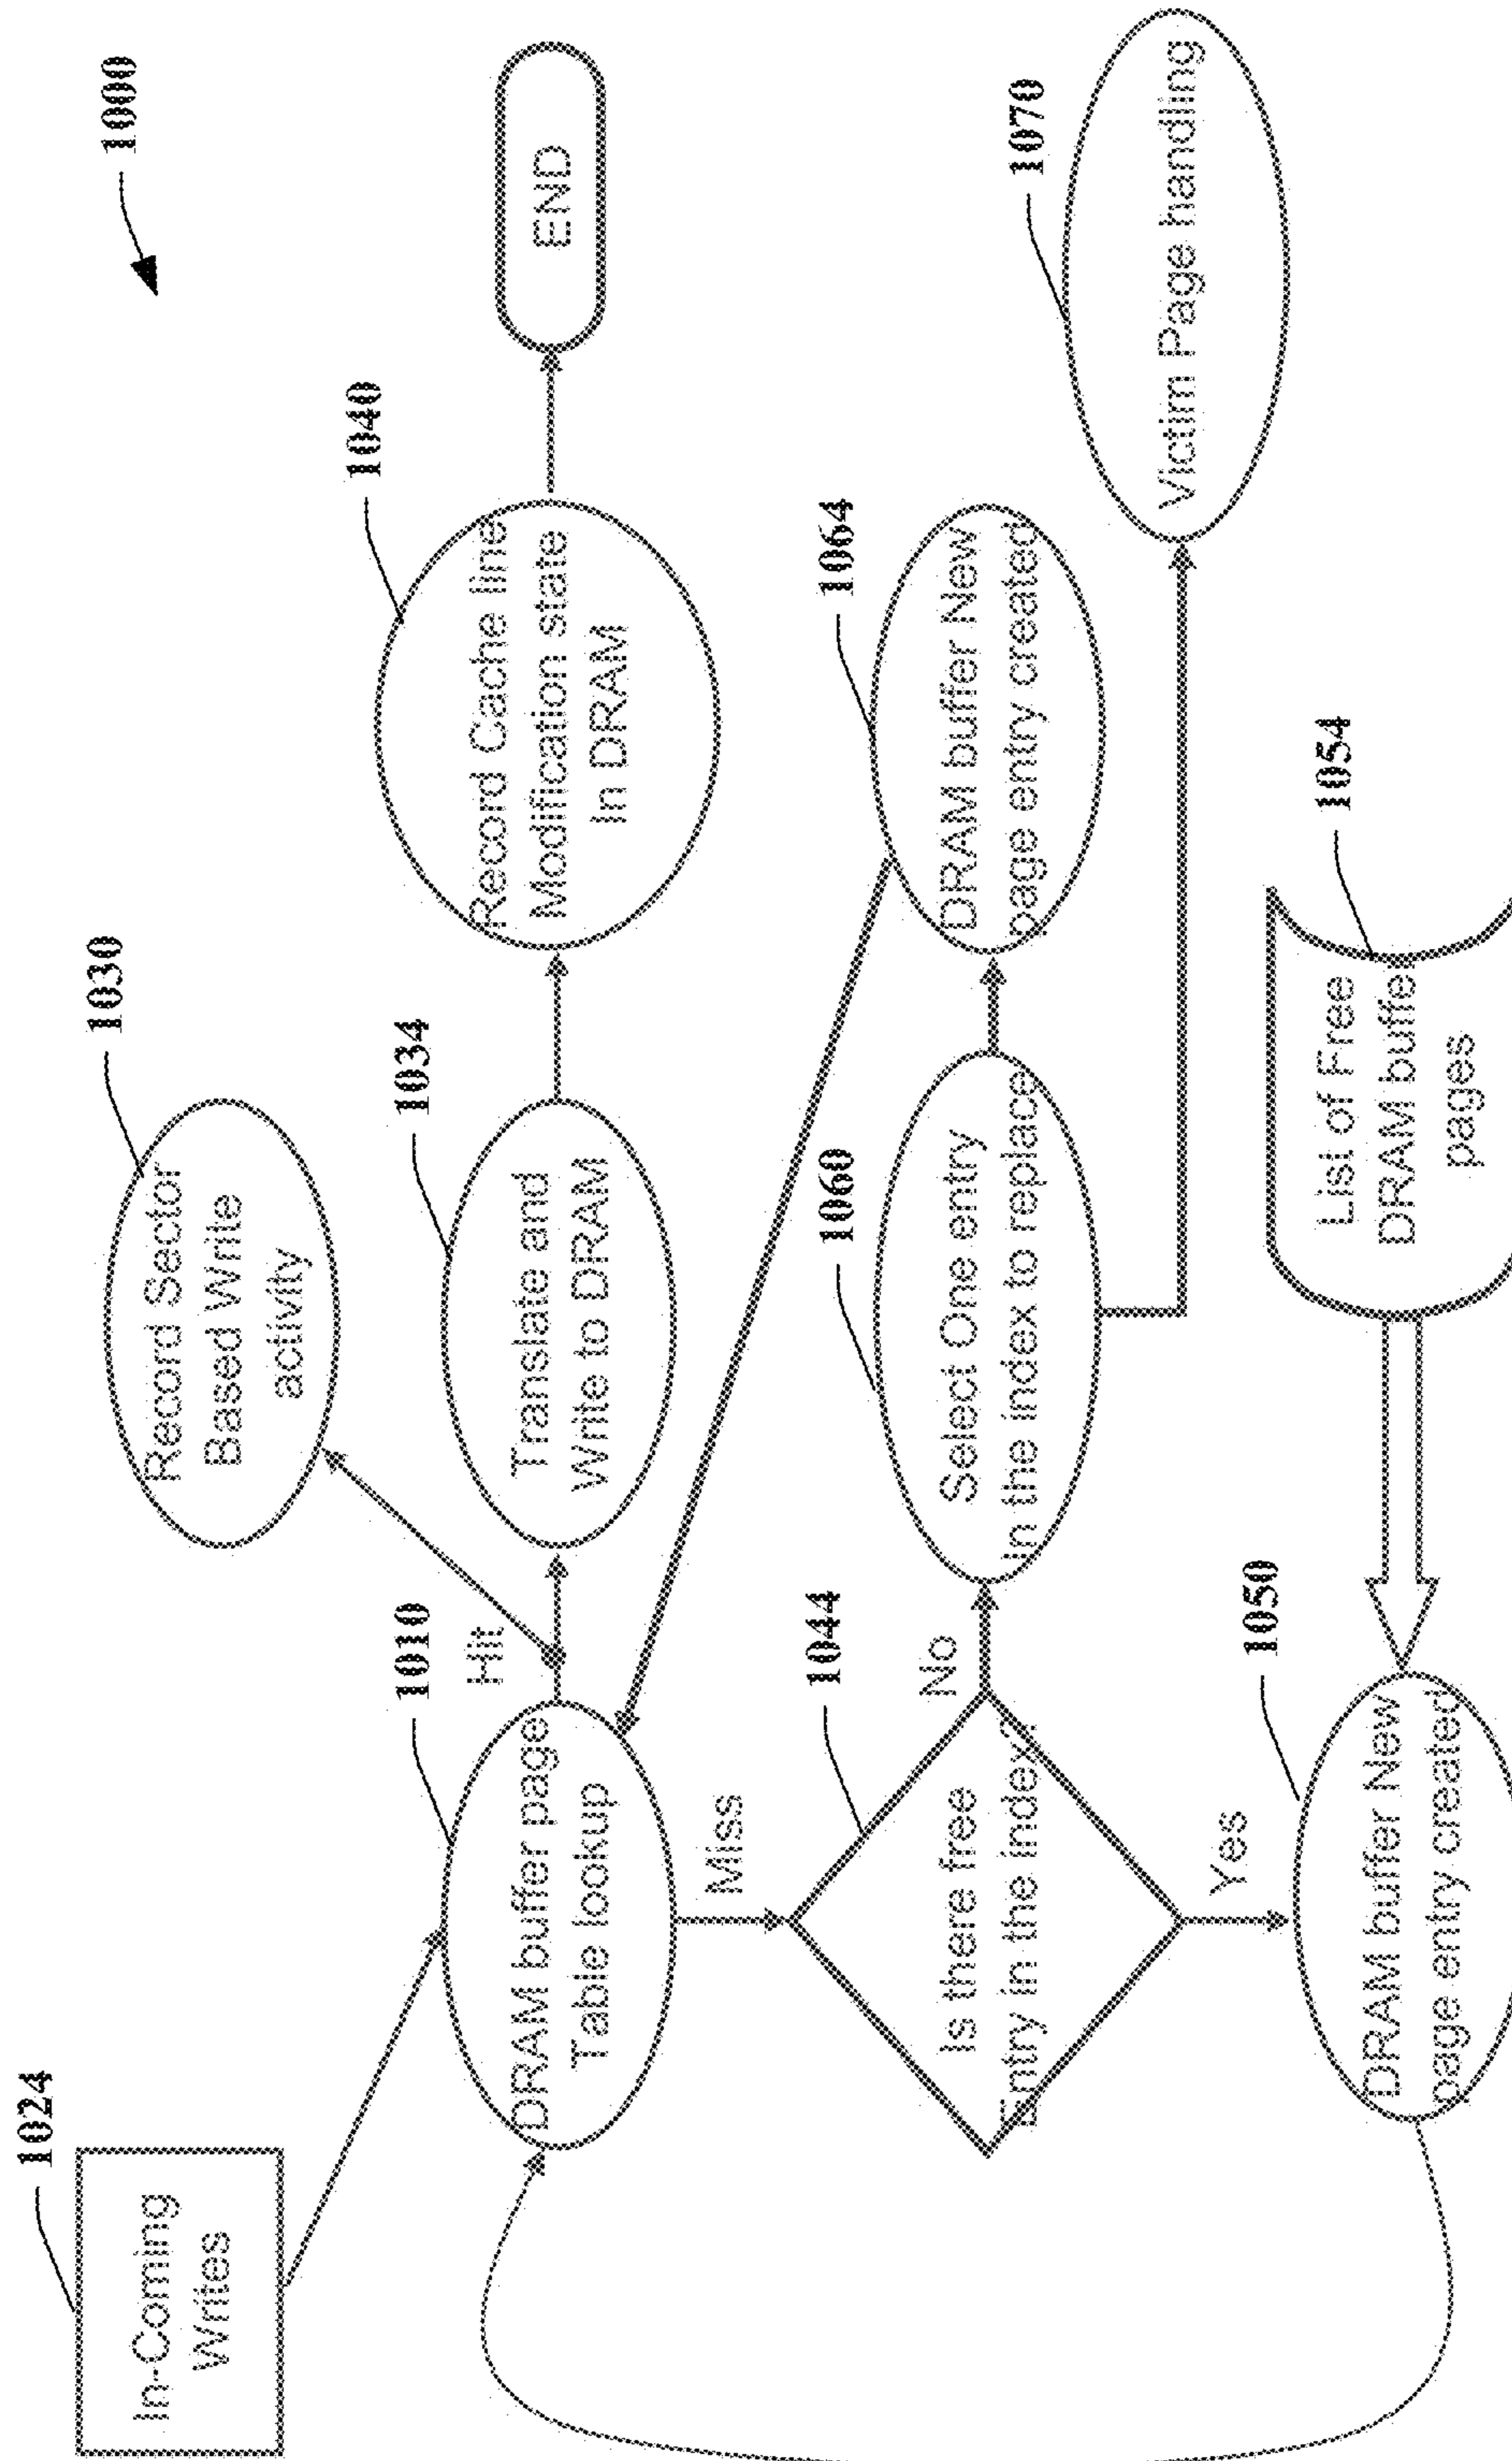 1000
1024
In-Coming
Writes
1030
Record Sector
Based Write
activity
1010
DRAM buffer page
Table lookup
Hit
1034
Translate and
Write to DRAM
1040
Record Cache line
Modification state
In DRAM
END
Miss
1044
Is there free
Entry in the index?
No
1060
Select One entry
In the index to replace
1064
DRAM buffer New
page entry created
1070
Victim Page handling
Yes
1050
DRAM buffer New
page entry created
1054
List of Free
DRAM buffer
pages